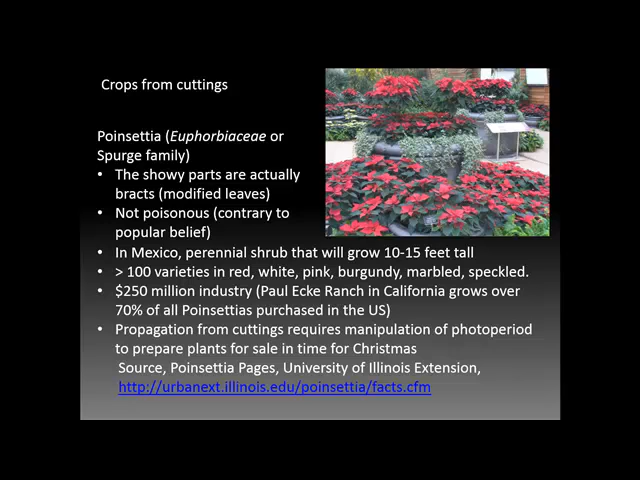 Crops from cuttings
Poinsettia (Euphorbiaceae or
Spurge family)
• The showy parts are actually
bracts (modified leaves)
• Not poisonous (contrary to
popular belief)
• In Mexico, perennial shrub that will grow 10-15 feet tall
• > 100 varieties in red, white, pink, burgundy, marbled, speckled.
• $250 million industry (Paul Ecke Ranch in California grows over
70% of all Poinsettias purchased in the US)
• Propagation from cuttings requires manipulation of photoperiod
to prepare plants for sale in time for Christmas
Source, Poinsettia Pages, University of Illinois Extension,
http://urbanext.illinois.edu/poinsettia/facts.cfm